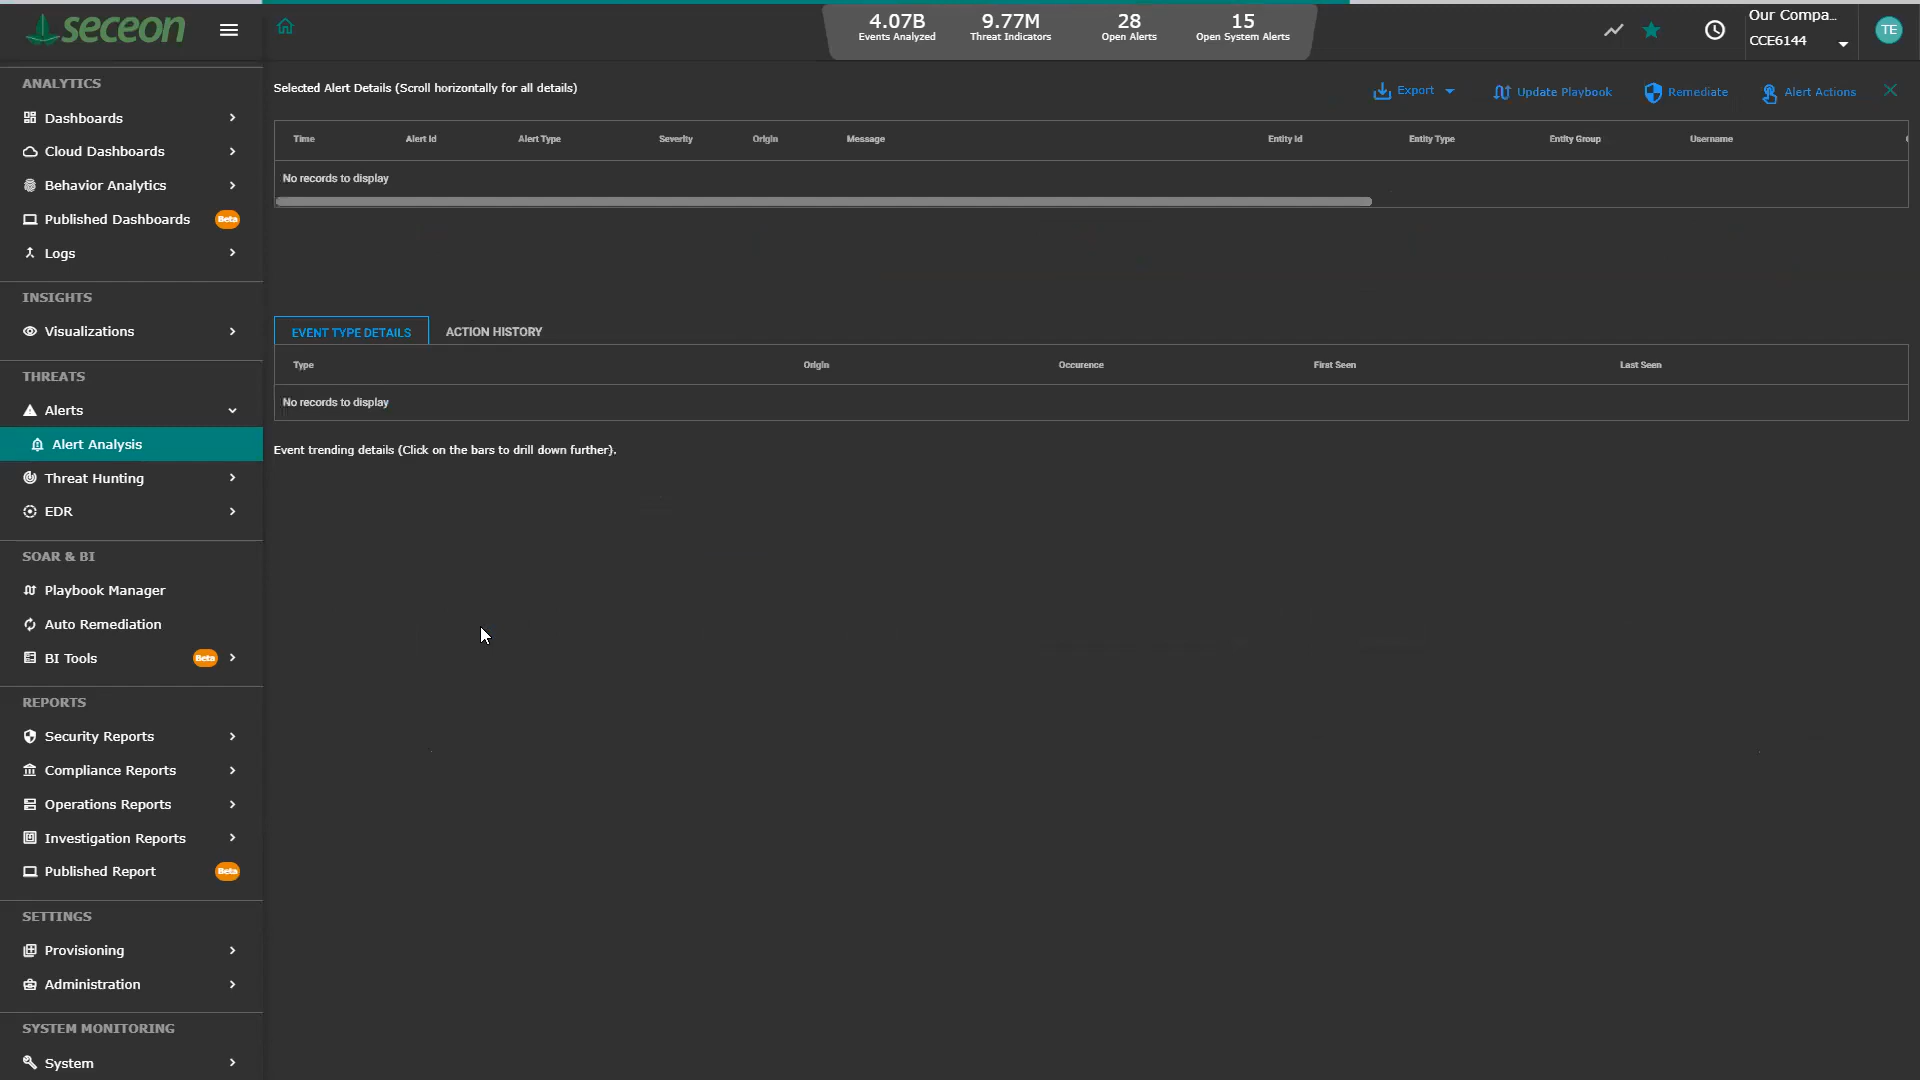 seceon
4.07B
Events Analyzed
9.77M
Threat Indicators
28
Open Alerts
15
Open System Alerts
Our Compa...
CCE6144
TE
ANALYTICS
Dashboards
Cloud Dashboards
Behavior Analytics
Published Dashboards
Beta
Logs
INSIGHTS
Visualizations
THREATS
Alerts
Alert Analysis
Threat Hunting
EDR
SOAR & BI
Playbook Manager
Auto Remediation
BI Tools
Beta
REPORTS
Security Reports
Compliance Reports
Operations Reports
Investigation Reports
Published Report
Beta
SETTINGS
Provisioning
Administration
SYSTEM MONITORING
System
Selected Alert Details (Scroll horizontally for all details)
Export
Update Playbook
Remediate
Alert Actions
Time Alert Id Alert Type Severity Origin Message Entity Id Entity Type Entity Group Username
No records to display
EVENT TYPE DETAILS
ACTION HISTORY
Type Origin Occurence First Seen Last Seen
No records to display
Event trending details (Click on the bars to drill down further).